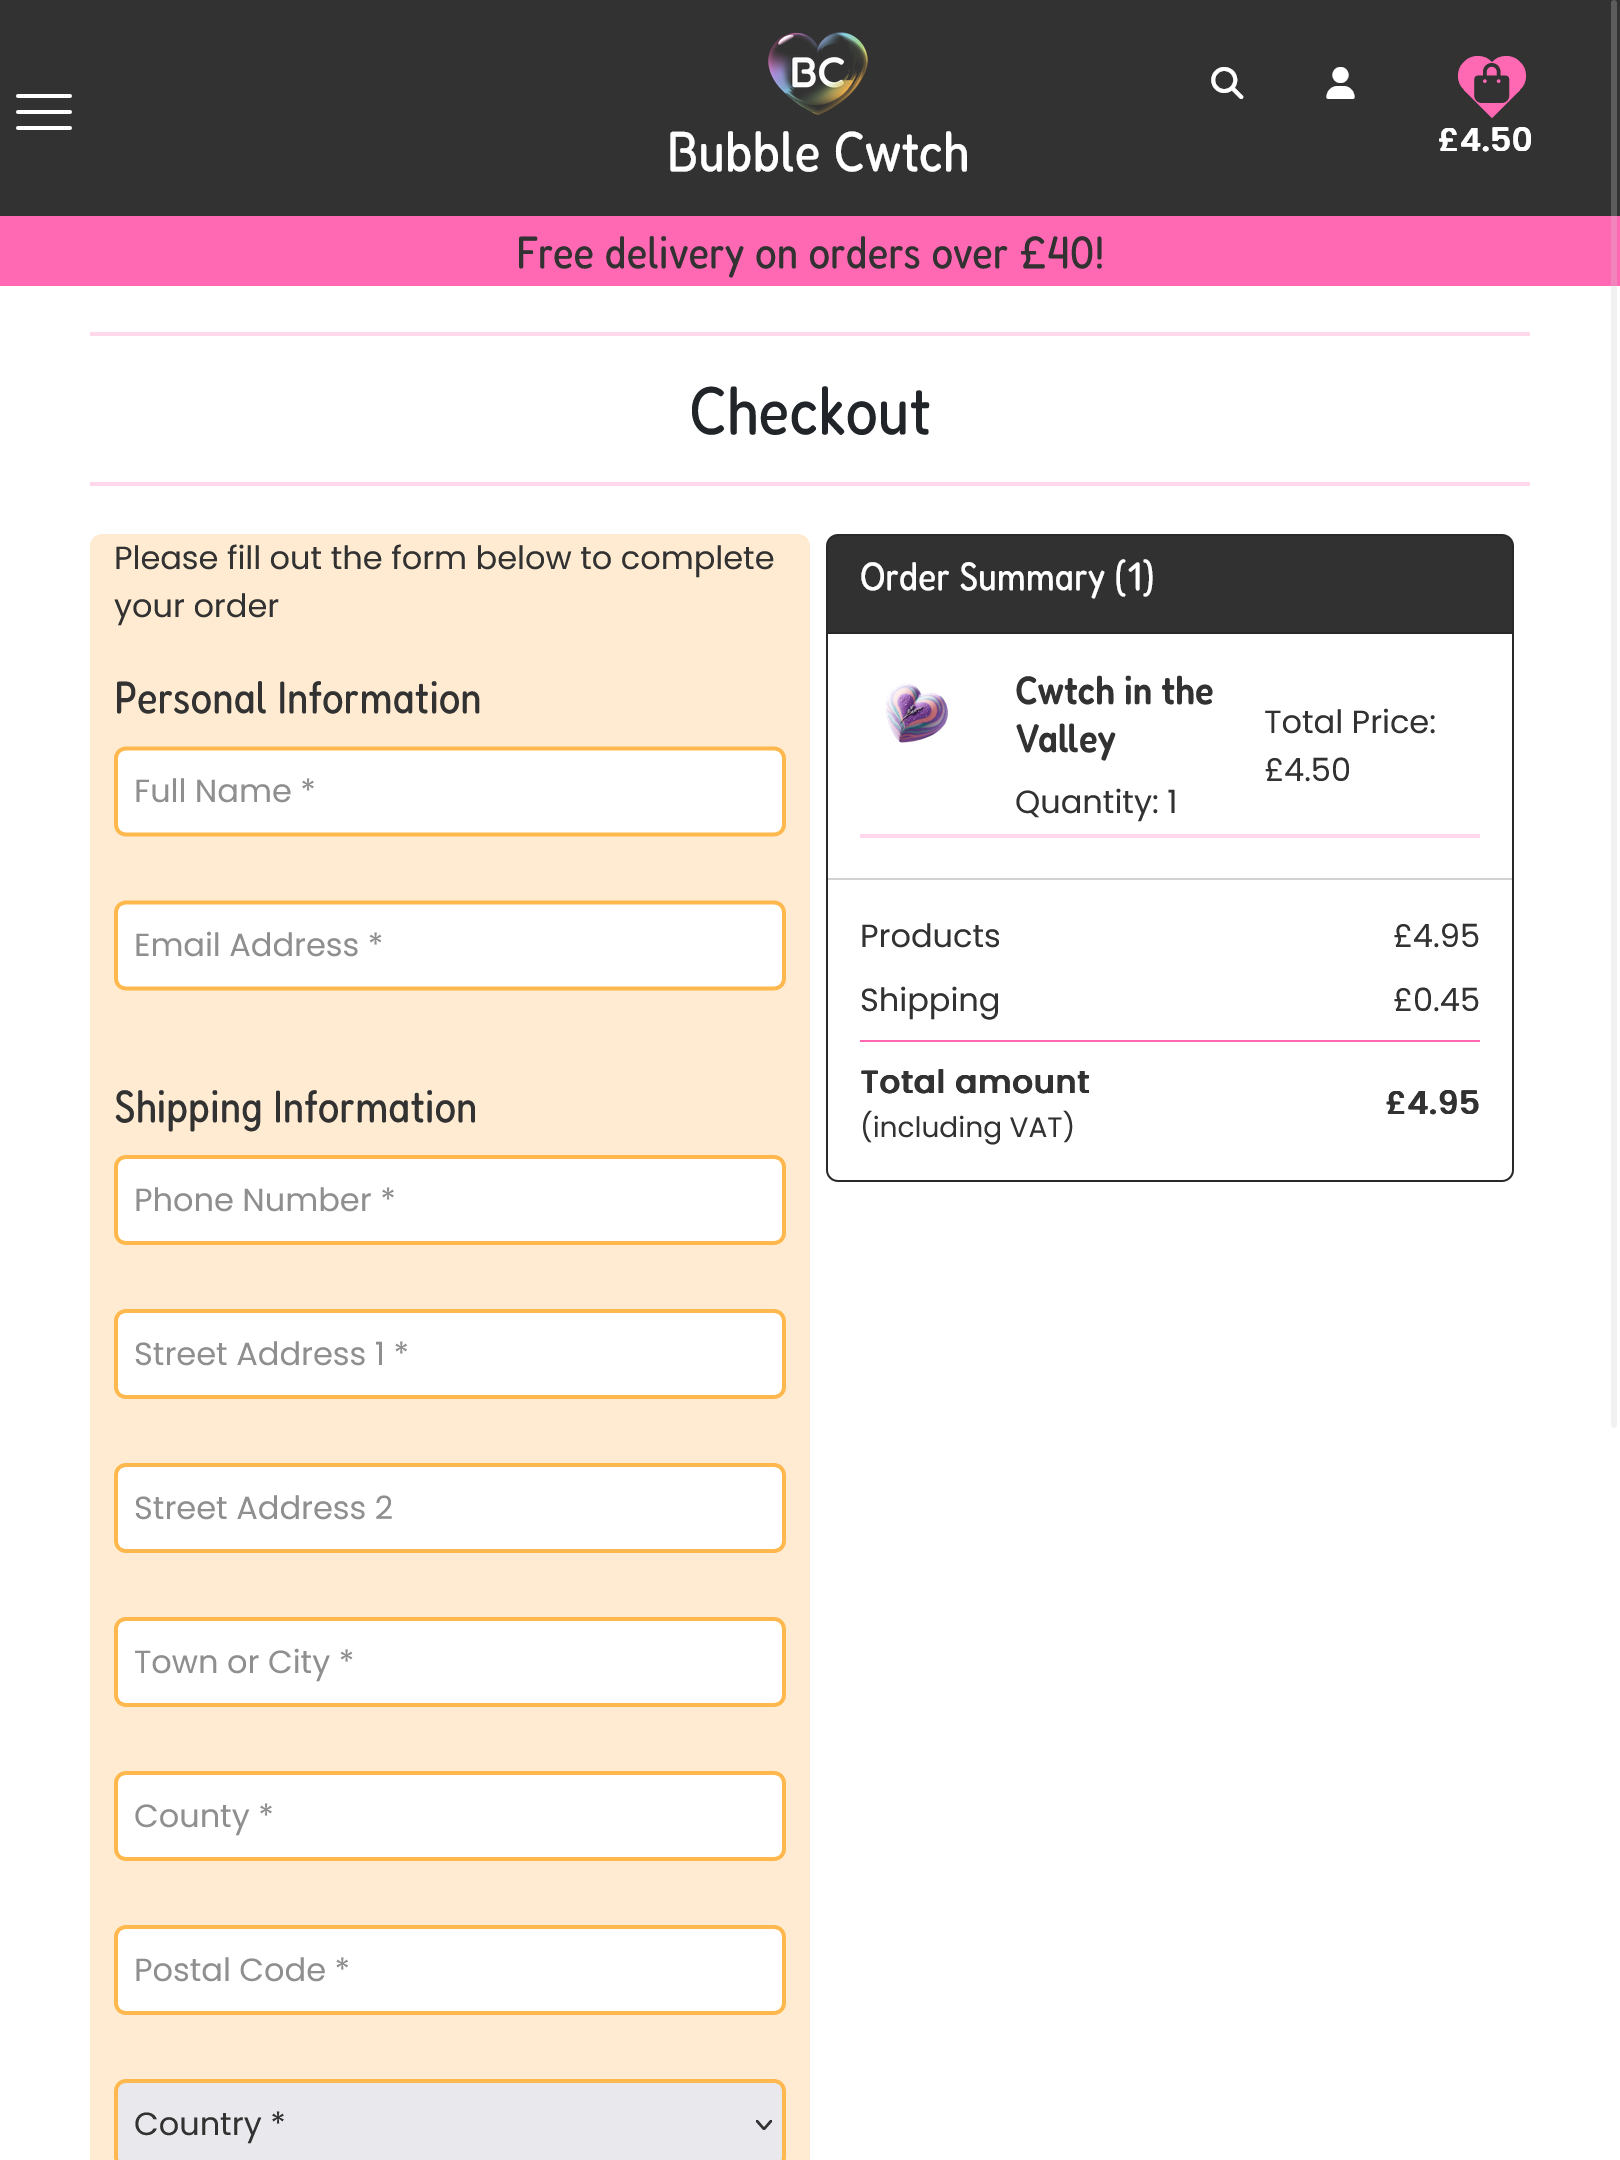 BC
Bubble Cwtch
£4.50
Free delivery on orders over £40!
Checkout
Please fill out the form below to complete
your order
Personal Information
Full Name *
Email Address *
Shipping Information
Phone Number *
Street Address 1 *
Street Address 2
Town or City *
County *
Postal Code *
Country *
Order Summary (1)
Cwtch in the
Valley
Quantity: 1
Total Price:
£4.50
Products £4.95
Shipping £0.45
Total amount
(including VAT)
£4.95